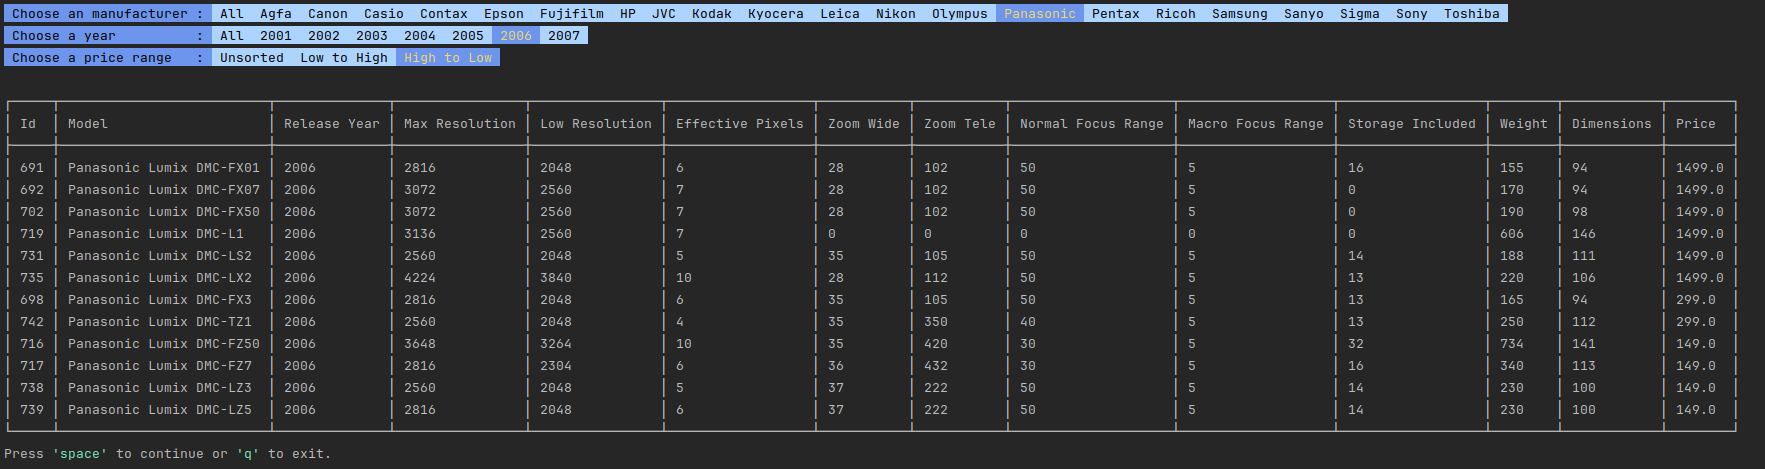 Choose an manufacturer : All Agfa Canon Casio Contax Epson Fujifilm HP JVC Kodak Kyocera Leica Nikon Olympus Panasonic Pentax Ricoh Samsung Sanyo Sigma Sony Toshiba
Choose a year : All 2001 2002 2003 2004 2005 2006 2007
Choose a price range : Unsorted Low to High High to Low
Id Model Release Year Max Resolution Low Resolution Effective Pixels Zoom Wide Zoom Tele Normal Focus Range Macro Focus Range Storage Included Weight Dimensions Price
691 Panasonic Lumix DMC-FX01 2006 2816 2048 6 28 102 50 5 16 155 94 1499.0
692 Panasonic Lumix DMC-FX07 2006 3072 2560 7 28 102 50 5 0 170 94 1499.0
702 Panasonic Lumix DMC-FX50 2006 3072 2560 7 28 102 50 5 0 190 98 1499.0
719 Panasonic Lumix DMC-L1 2006 3136 2560 7 0 0 0 0 0 606 146 1499.0
731 Panasonic Lumix DMC-LS2 2006 2560 2048 5 35 105 50 5 14 188 111 1499.0
735 Panasonic Lumix DMC-LX2 2006 4224 3840 10 28 112 50 5 13 220 106 1499.0
698 Panasonic Lumix DMC-FX3 2006 2816 2048 6 35 105 50 5 13 165 94 299.0
742 Panasonic Lumix DMC-TZ1 2006 2560 2048 4 35 350 40 5 13 250 112 299.0
716 Panasonic Lumix DMC-FZ50 2006 3648 3264 10 35 420 30 5 32 734 141 149.0
717 Panasonic Lumix DMC-FZ7 2006 2816 2304 6 36 432 30 5 16 340 113 149.0
738 Panasonic Lumix DMC-LZ3 2006 2560 2048 5 37 222 50 5 14 230 100 149.0
739 Panasonic Lumix DMC-LZ5 2006 2816 2048 6 37 222 50 5 14 230 100 149.0
Press 'space' to continue or 'q' to exit.